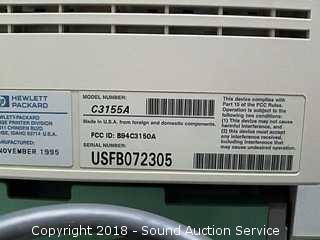 HEWLETT
PACKARD
HEWLETT-PACKARD
PRINTER DIVISION
CHINDEN BLVD.
BOISE, IDAHO 83714 U.S.A.
NOVEMBER 1995
MODEL NUMBER:
C3155A
Made in U.S.A. from foreign and domestic components.
FCC ID: B94C3150A
SERIAL NUMBER:
USFB072305
This device complies with
Part 15 of the FCC Rules.
Operation is subject to the
following two conditions:
(1) this device may not
cause harmful interference, and
(2) this device must accept
any interference received,
including interference that
may cause undesired operation.
Copyright 2018 - Sound Auction Service